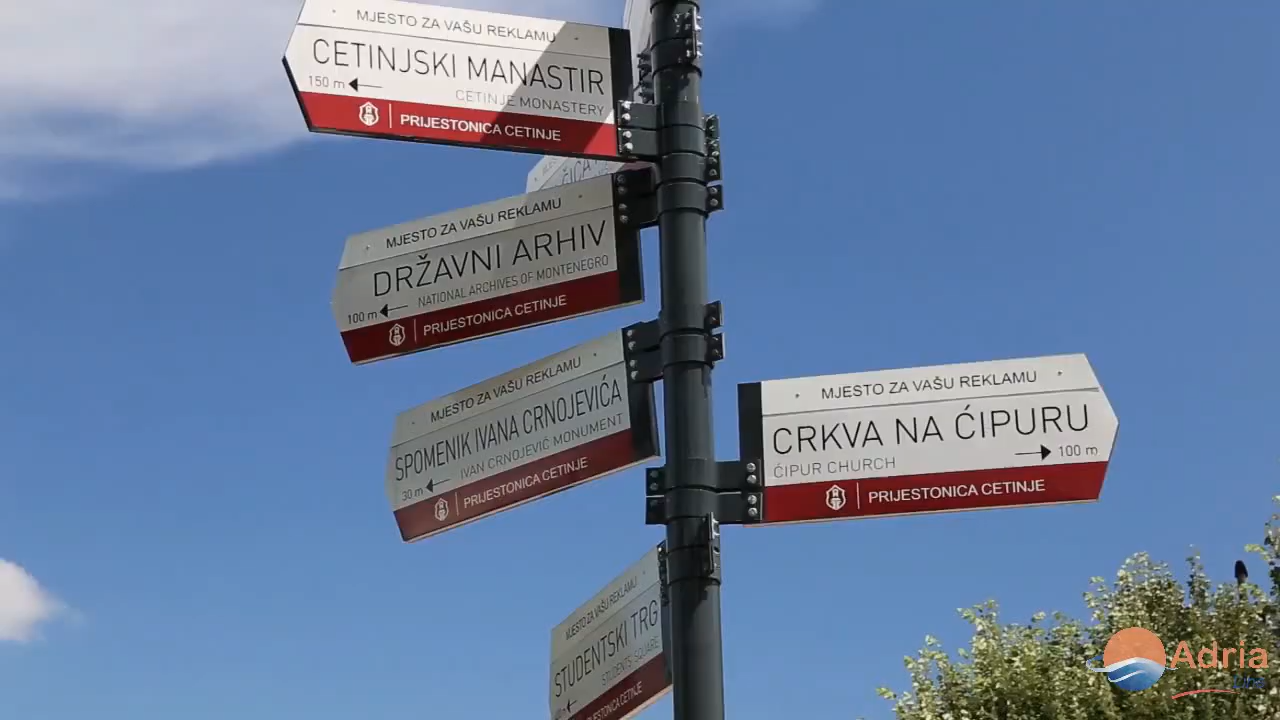 MJESTO ZA VAŠU REKLAMU
CETINJSKI MANASTIR
150 m
CETINJE MONASTERY
PRIJESTONICA CETINJE
MJESTO ZA VAŠU REKLAMU
DRŽAVNI ARHIV
NATIONAL ARCHIVES OF MONTENEGRO
100 m
PRIJESTONICA CETINJE
MJESTO ZA VAŠU REKLAMU
SPOMENIK IVANA CRNOJEVIĆA
IVAN CRNOJEVIĆ MONUMENT
30 m
PRIJESTONICA CETINJE
MJESTO ZA VAŠU REKLAMU
CRKVA NA ĆIPURU
ĆIPUR CHURCH
100 m
PRIJESTONICA CETINJE
MJESTO ZA VAŠU REKLAMU
STUDENTSKI TRG
STUDENTS' SQUARE
PRIJESTONICA CETINJE
Adria